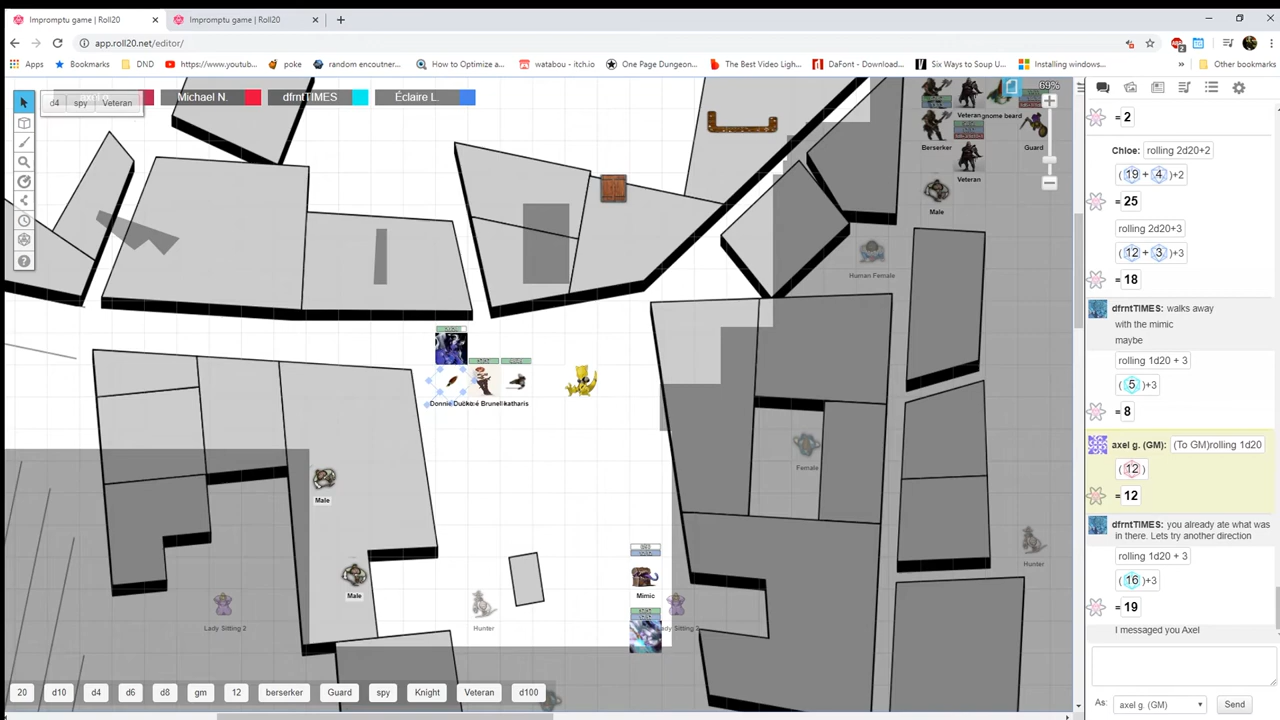 Impromptu game | Roll20
Impromptu game | Roll20
app.roll20.net/editor/
Apps
Bookmarks
DND
https://www.youtub...
poke
random encoutner...
How to Optimize a...
watabou - itch.io
One Page Dungeon...
The Best Video Ligh...
DaFont - Download...
Six Ways to Soup U...
Installing windows...
»
Other bookmarks
d4 spy Veteran
Michael N.
dfrntTIMES
Éclaire L.
69%
Veteran
gnome beard
Berserker
Guard
Veteran
Male
Human Female
Donnie
katharis
Female
Male
Male
Mimic
Hunter
Lady Sitting 2
Hunter
Lady Sitting 2
20 d10 d4 d6 d8 gm 12 berserker Guard spy Knight Veteran d100
= 2
Chloe: rolling 2d20+2
(19 + 4)+2
= 25
rolling 2d20+3
(12 + 3)+3
= 18
dfrntTIMES: walks away
with the mimic
maybe
rolling 1d20 + 3
(5)+3
= 8
axel g. (GM): (To GM)rolling 1d20
(12)
= 12
dfrntTIMES: you already ate what was
in there. Lets try another direction
rolling 1d20 + 3
(16)+3
= 19
I messaged you Axel
As: axel g. (GM) Send